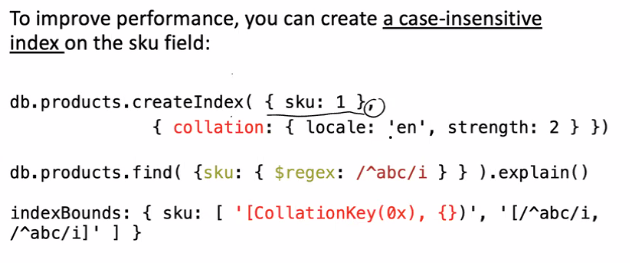 To improve performance, you can create a case-insensitive
index on the sku field:
db.products.createIndex( { sku: 1 },
{ collation: { locale: 'en', strength: 2 } })
db.products.find( {sku: { $regex: /^abc/i } } ).explain()
indexBounds: { sku: [ '[CollationKey(0x), {})', '[/^abc/i,
/^abc/i]' ] }